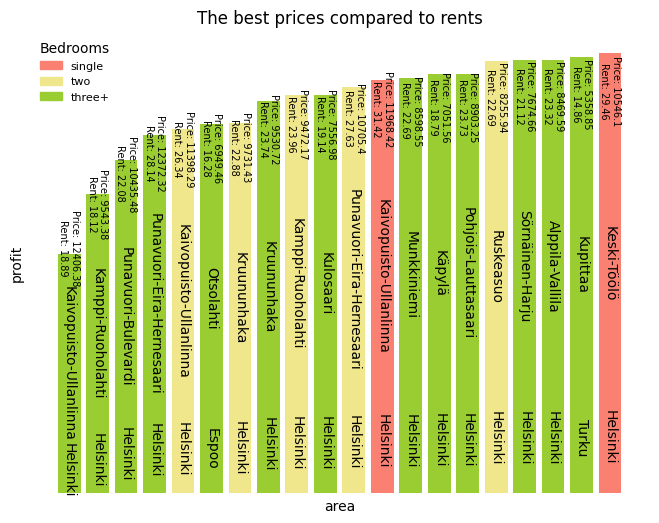 The best prices compared to rents
Bedrooms
single
two
three+
profit
Price: 12406.38
Rent: 18.89
Kaivopuisto-Ullanlinna Helsinki
Price: 9543.38
Rent: 18.12
Kamppi-Ruoholahti Helsinki
Price: 10435.48
Rent: 22.08
Punavuori-Bulevardi Helsinki
Price: 12372.32
Rent: 28.14
Punavuori-Eira-Hernesaari Helsinki
Price: 11398.29
Rent: 26.34
Kaivopuisto-Ullanlinna Helsinki
Price: 6949.46
Rent: 16.28
Otsolahti Espoo
Price: 9731.43
Rent: 22.88
Kruununhaka Helsinki
Price: 9530.72
Rent: 23.74
Kruununhaka Helsinki
Price: 9472.17
Rent: 23.96
Kamppi-Ruoholahti Helsinki
Price: 7556.98
Rent: 19.14
Kulosaari Helsinki
Price: 10705.4
Rent: 27.63
Punavuori-Eira-Hernesaari Helsinki
Price: 11968.42
Rent: 31.42
Kaivopuisto-Ullanlinna Helsinki
Price: 8598.95
Rent: 22.69
Munkkiniemi Helsinki
Price: 7051.56
Rent: 18.79
Käpylä Helsinki
Price: 8903.25
Rent: 23.73
Pohjois-Lauttasaari Helsinki
Price: 8255.94
Rent: 22.69
Ruskeasuo Helsinki
Price: 7674.66
Rent: 21.12
Sörnäinen-Harju Helsinki
Price: 8469.59
Rent: 23.32
Alppila-Vallila Helsinki
Price: 5358.85
Rent: 14.86
Kupittaa Turku
Price: 10546.1
Rent: 29.46
Keski-Töölö Helsinki
area